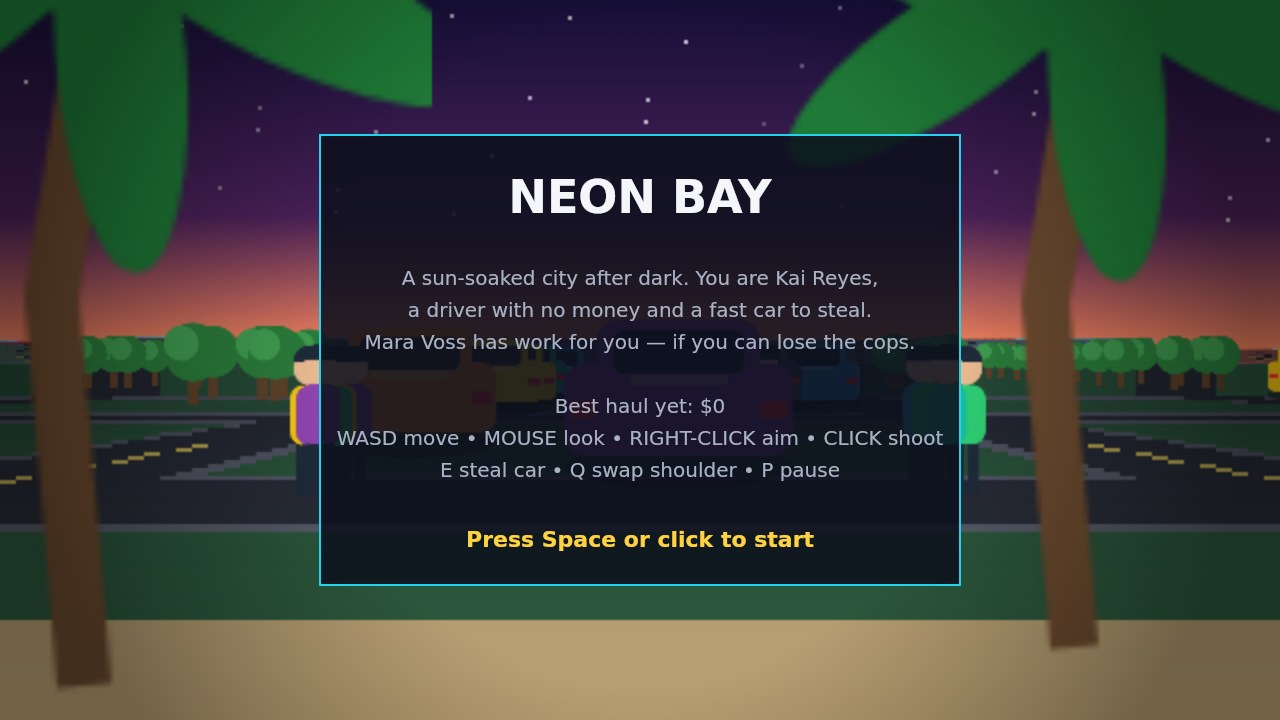 NEON BAY
A sun-soaked city after dark. You are Kai Reyes,
a driver with no money and a fast car to steal.
Mara Voss has work for you — if you can lose the cops.
Best haul yet: $0
WASD move • MOUSE look • RIGHT-CLICK aim • CLICK shoot
E steal car • Q swap shoulder • P pause
Press Space or click to start